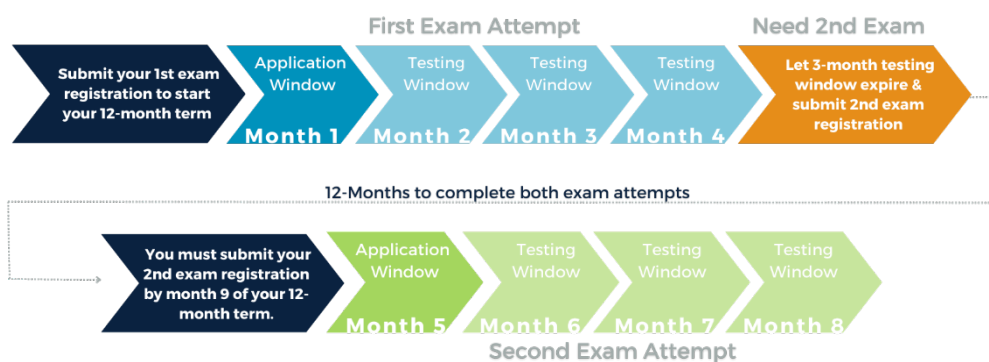 First Exam Attempt
Need 2nd Exam
Submit your 1st exam
registration to start
your 12-month term
Application
Window
Month 1
Testing
Window
Month 2
Testing
Window
Month 3
Testing
Window
Month 4
Let 3-month testing
window expire &
submit 2nd exam
registration
12-Months to complete both exam attempts
You must submit your
2nd exam registration
by month 9 of your 12-
month term.
Application
Window
Month 5
Testing
Window
Month 6
Testing
Window
Month 7
Testing
Window
Month 8
Second Exam Attempt